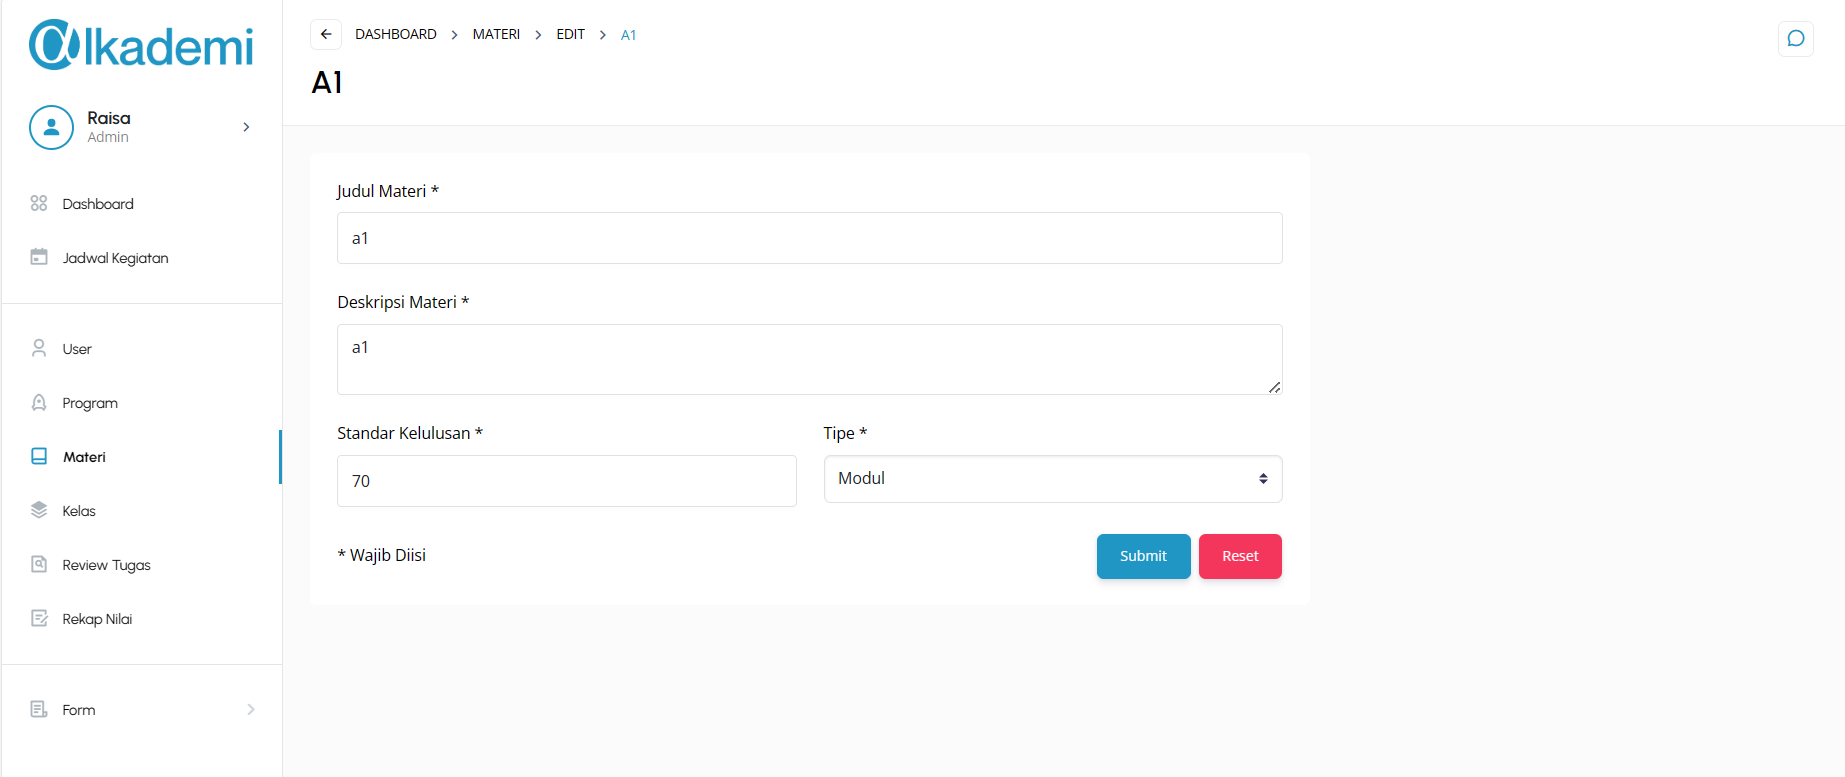 alkademi
DASHBOARD > MATERI > EDIT > A1
A1
Raisa
Admin
Dashboard
Jadwal Kegiatan
User
Program
Materi
Kelas
Review Tugas
Rekap Nilai
Form
Judul Materi *
a1
Deskripsi Materi *
a1
Standar Kelulusan *
70
Tipe *
Modul
* Wajib Diisi
Submit
Reset